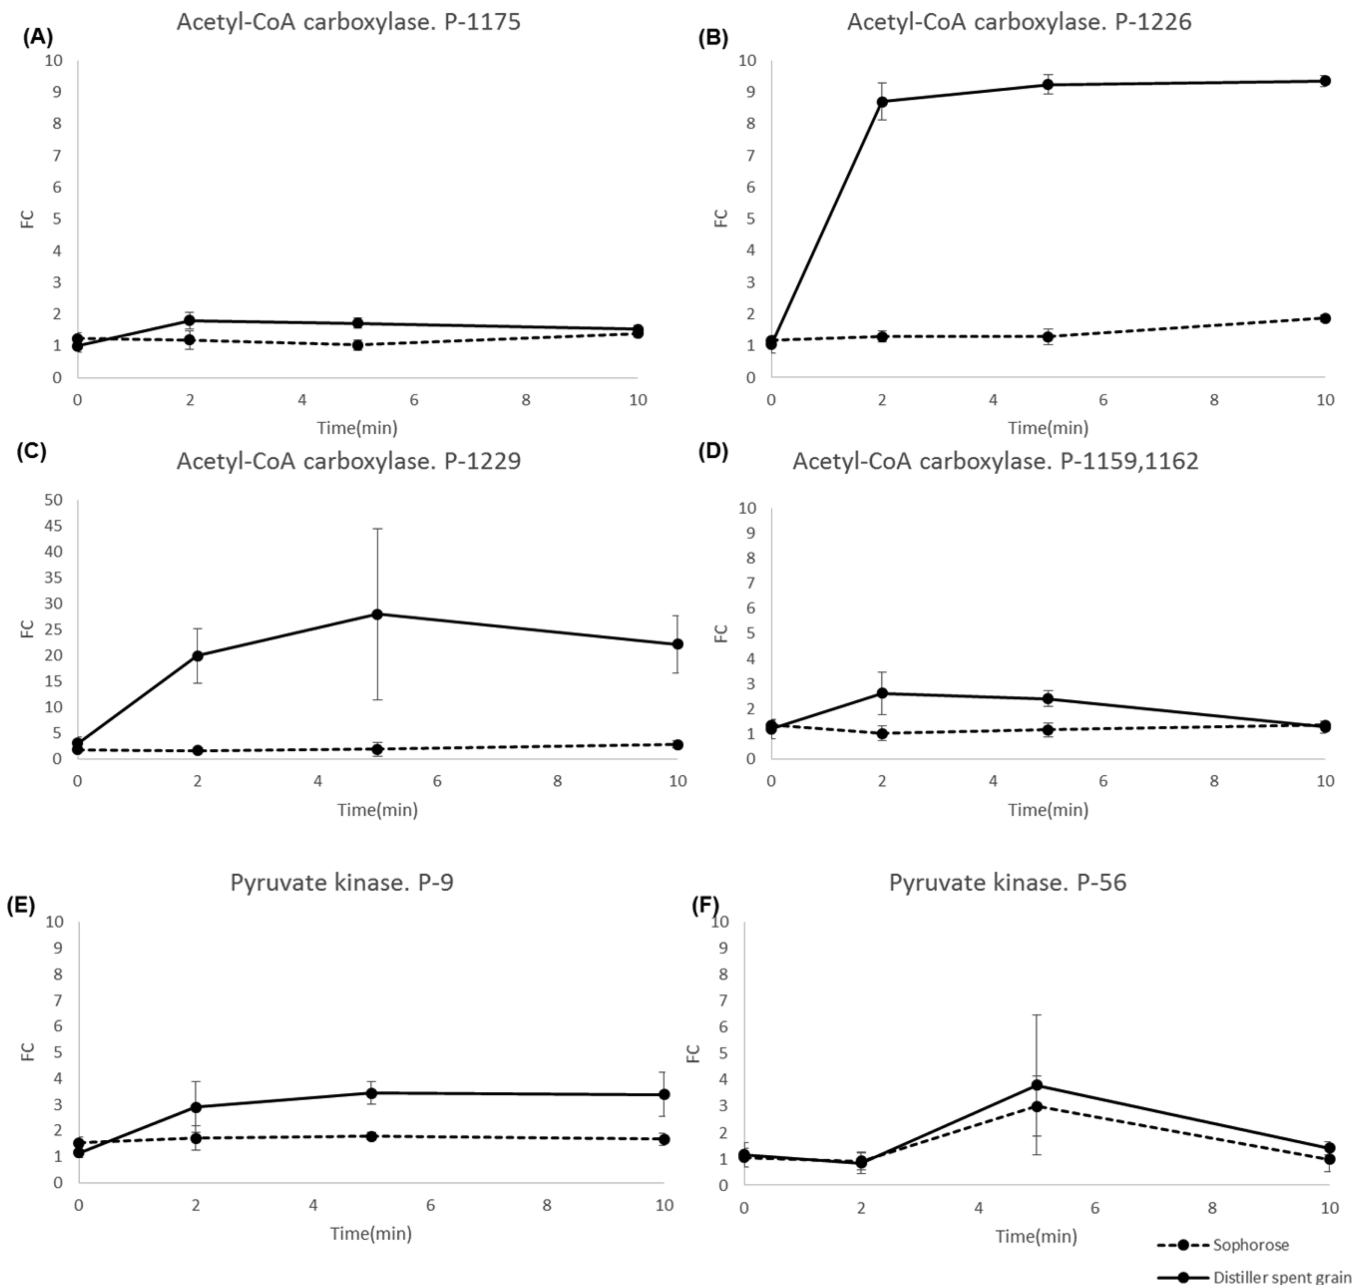 (A)
Acetyl-CoA carboxylase. P-1175
10
9
8
7
6
5
4
3
2
1
0
FC
0 2 4 6 8 10
Time(min)
(B)
Acetyl-CoA carboxylase. P-1226
10
9
8
7
6
5
4
3
2
1
0
FC
0 2 4 6 8 10
Time(min)
(C)
Acetyl-CoA carboxylase. P-1229
50
45
40
35
30
25
20
15
10
5
0
FC
0 2 4 6 8 10
Time(min)
(D)
Acetyl-CoA carboxylase. P-1159,1162
10
9
8
7
6
5
4
3
2
1
0
FC
0 2 4 6 8 10
Time(min)
(E)
Pyruvate kinase. P-9
10
9
8
7
6
5
4
3
2
1
0
FC
0 2 4 6 8 10
Time(min)
(F)
Pyruvate kinase. P-56
10
9
8
7
6
5
4
3
2
1
0
FC
0 2 4 6 8 10
Time(min)
Sophorose
Distiller spent grain